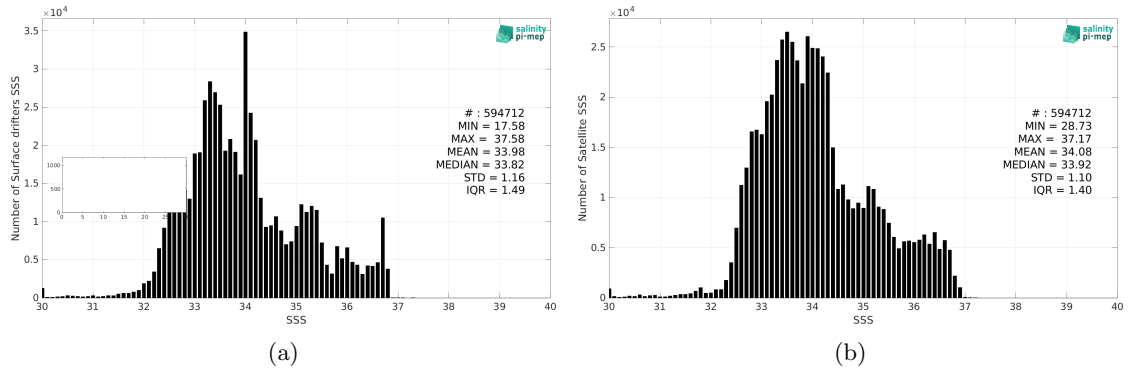 ×10^4
3.5
3
2.5
2
1.5
1
0.5
0
Number of Surface drifters SSS
salinity
pi-mep
# : 594712
MIN = 17.58
MAX = 37.58
MEAN = 33.98
MEDIAN = 33.82
STD = 1.16
IQR = 1.49
1000
500
0
0 5 10 15 20 25
30 31 32 33 34 35 36 37 38 39 40
SSS
(a)
×10^4
2.5
2
1.5
1
0.5
0
Number of Satellite SSS
salinity
pi-mep
# : 594712
MIN = 28.73
MAX = 37.17
MEAN = 34.08
MEDIAN = 33.92
STD = 1.10
IQR = 1.40
30 31 32 33 34 35 36 37 38 39 40
SSS
(b)